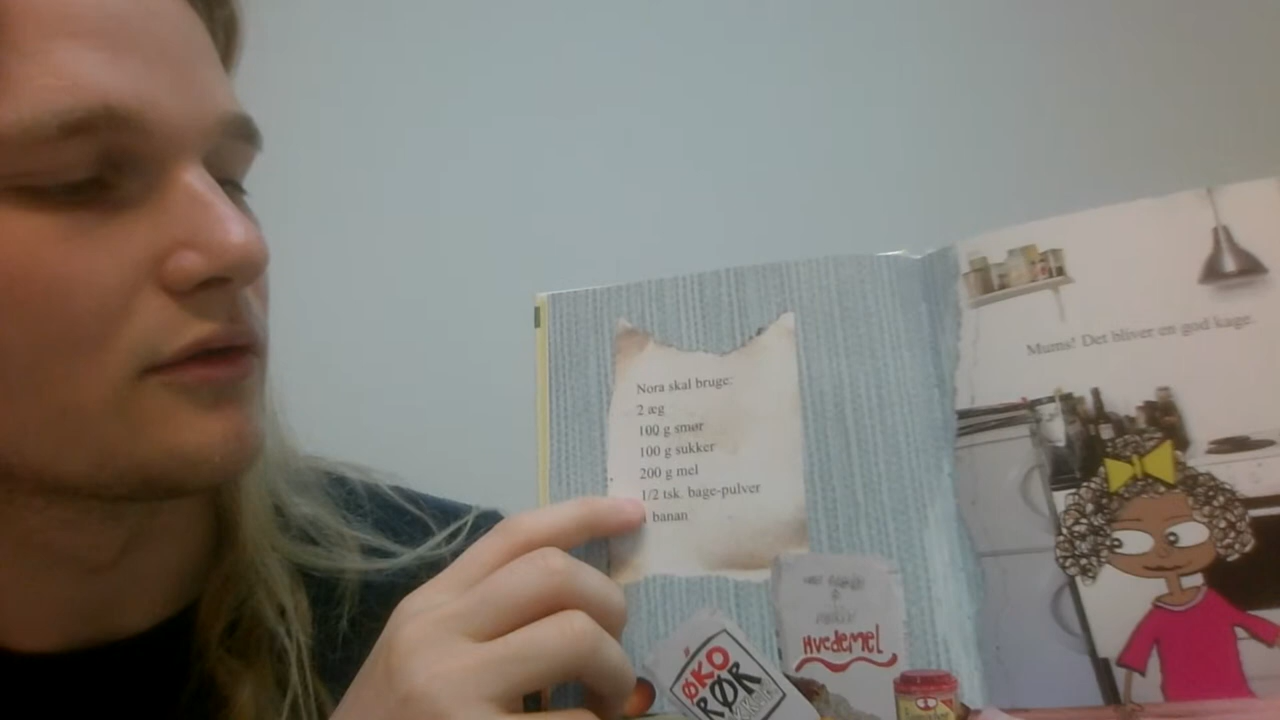 Nora skal bruge:
2 æg
100 g smør
100 g sukker
200 g mel
1/2 tsk. bage-pulver
banan
Mums! Det bliver en god kage.
Hvedemel
ØKO
RØR